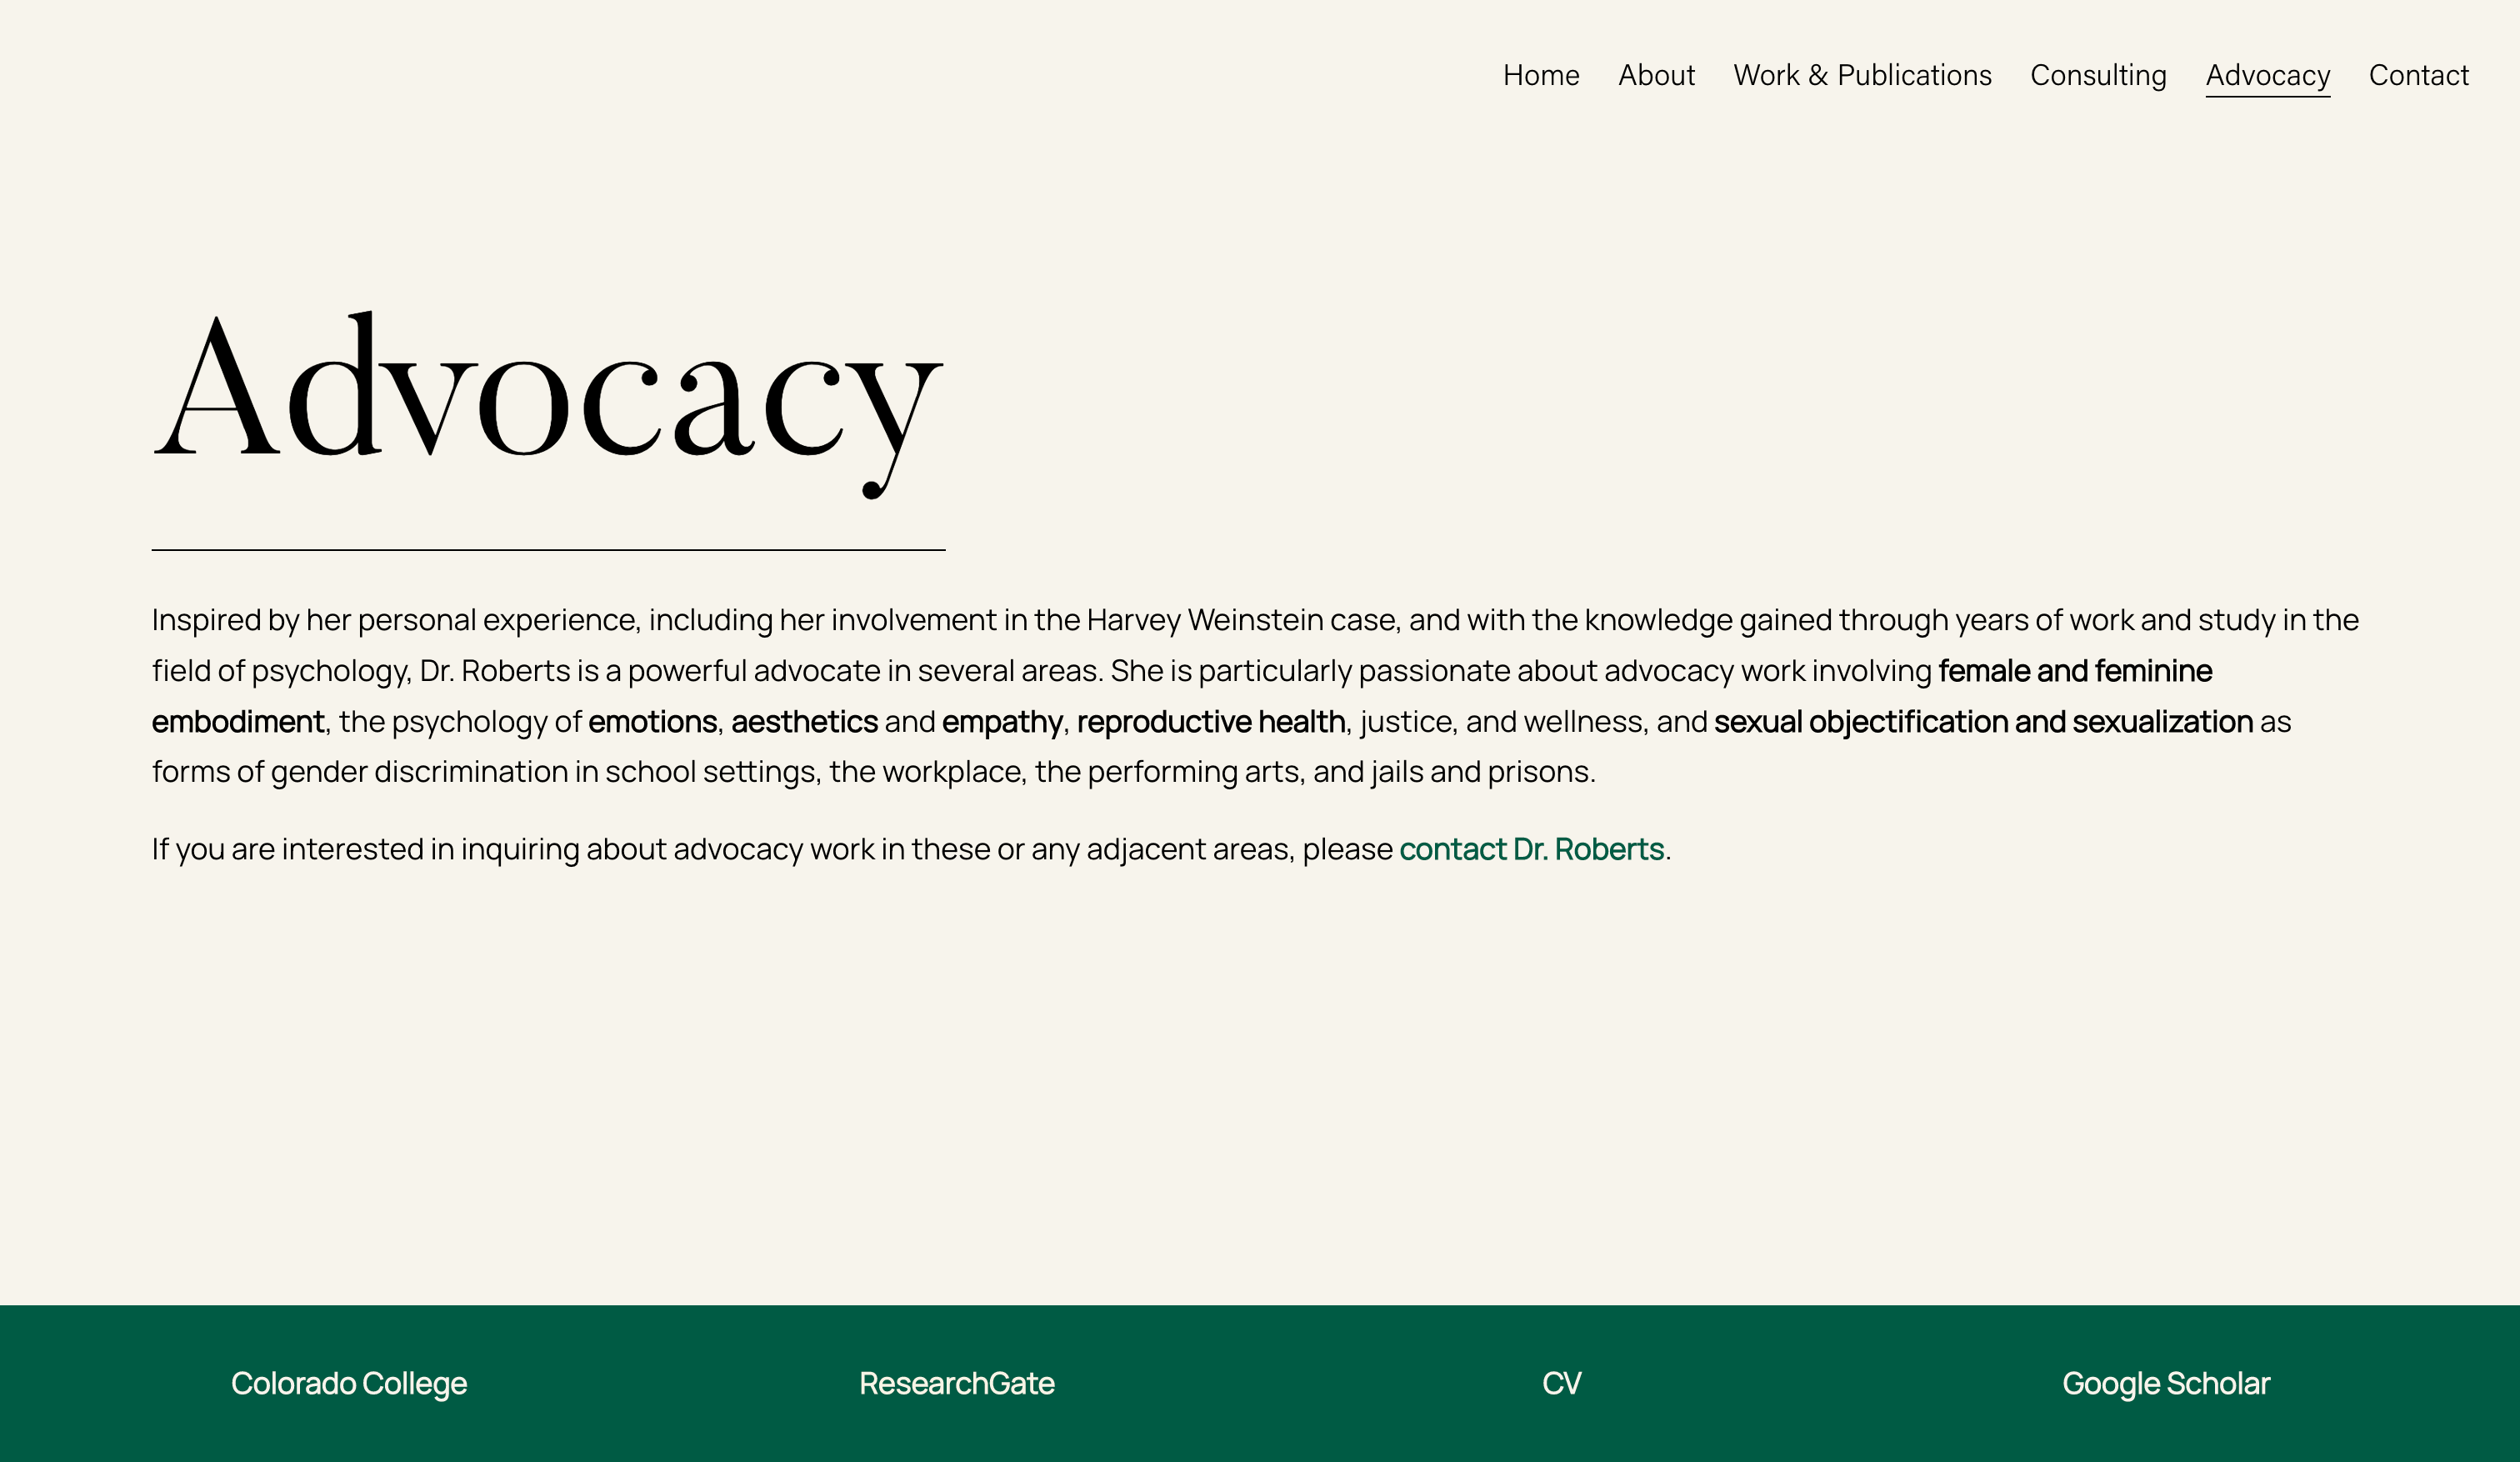 Home About Work & Publications Consulting Advocacy Contact
Advocacy
Inspired by her personal experience, including her involvement in the Harvey Weinstein case, and with the knowledge gained through years of work and study in the
field of psychology, Dr. Roberts is a powerful advocate in several areas. She is particularly passionate about advocacy work involving female and feminine
embodiment, the psychology of emotions, aesthetics and empathy, reproductive health, justice, and wellness, and sexual objectification and sexualization as
forms of gender discrimination in school settings, the workplace, the performing arts, and jails and prisons.
If you are interested in inquiring about advocacy work in these or any adjacent areas, please contact Dr. Roberts.
Colorado College ResearchGate CV Google Scholar